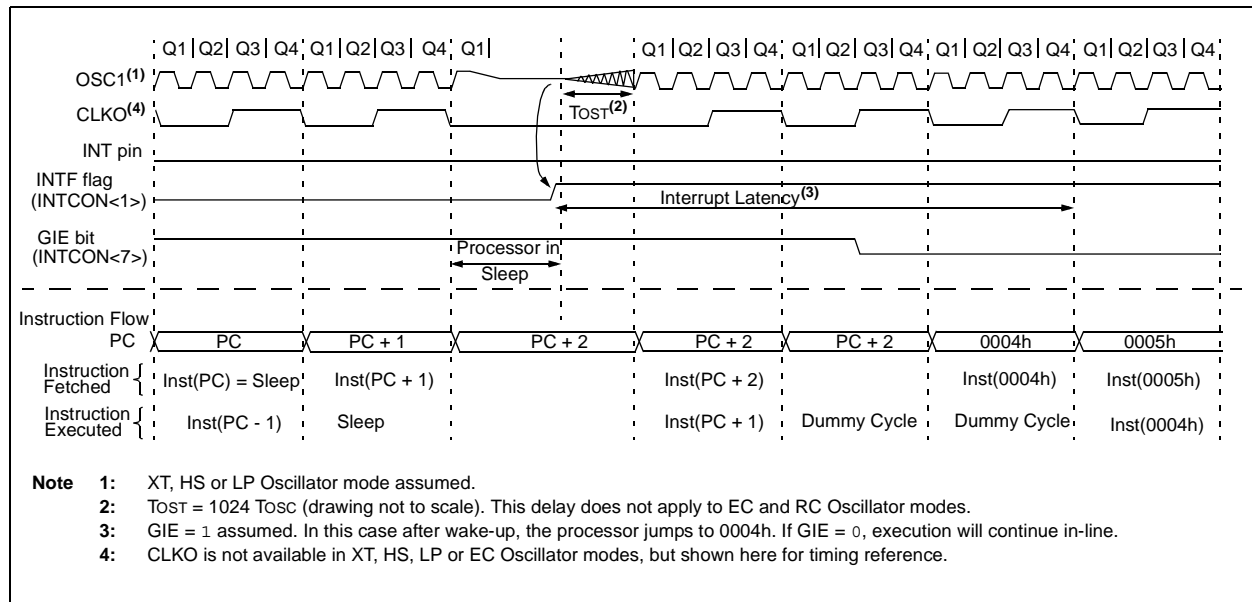 Q1 Q2 Q3 Q4 Q1 Q2 Q3 Q4 Q1 Q1 Q2 Q3 Q4 Q1 Q2 Q3 Q4 Q1 Q2 Q3 Q4 Q1 Q2 Q3 Q4
OSC1(1)
TOST(2)
CLKO(4)
INT pin
INTF flag
(INTCON<1>)
Interrupt Latency(3)
GIE bit
(INTCON<7>)
Processor in
Sleep
Instruction Flow
PC PC PC + 1 PC + 2 PC + 2 PC + 2 0004h 0005h
Instruction
Fetched
Inst(PC) = Sleep Inst(PC + 1) Inst(PC + 2) Inst(0004h) Inst(0005h)
Instruction
Executed
Inst(PC - 1) Sleep Inst(PC + 1) Dummy Cycle Dummy Cycle Inst(0004h)
Note 1: XT, HS or LP Oscillator mode assumed.
2: TOST = 1024 TOSC (drawing not to scale). This delay does not apply to EC and RC Oscillator modes.
3: GIE = 1 assumed. In this case after wake-up, the processor jumps to 0004h. If GIE = 0, execution will continue in-line.
4: CLKO is not available in XT, HS, LP or EC Oscillator modes, but shown here for timing reference.